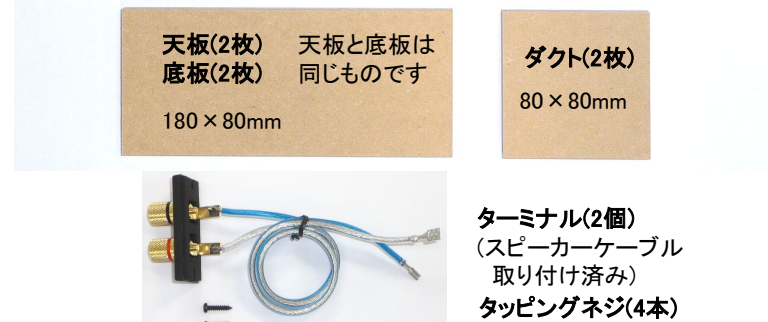 天板(2枚)　天板と底板は
底板(2枚)　同じものです
180×80mm
ダクト(2枚)
80×80mm
ターミナル(2個)
（スピーカーケーブル
取り付け済み）
タッピングネジ(4本)